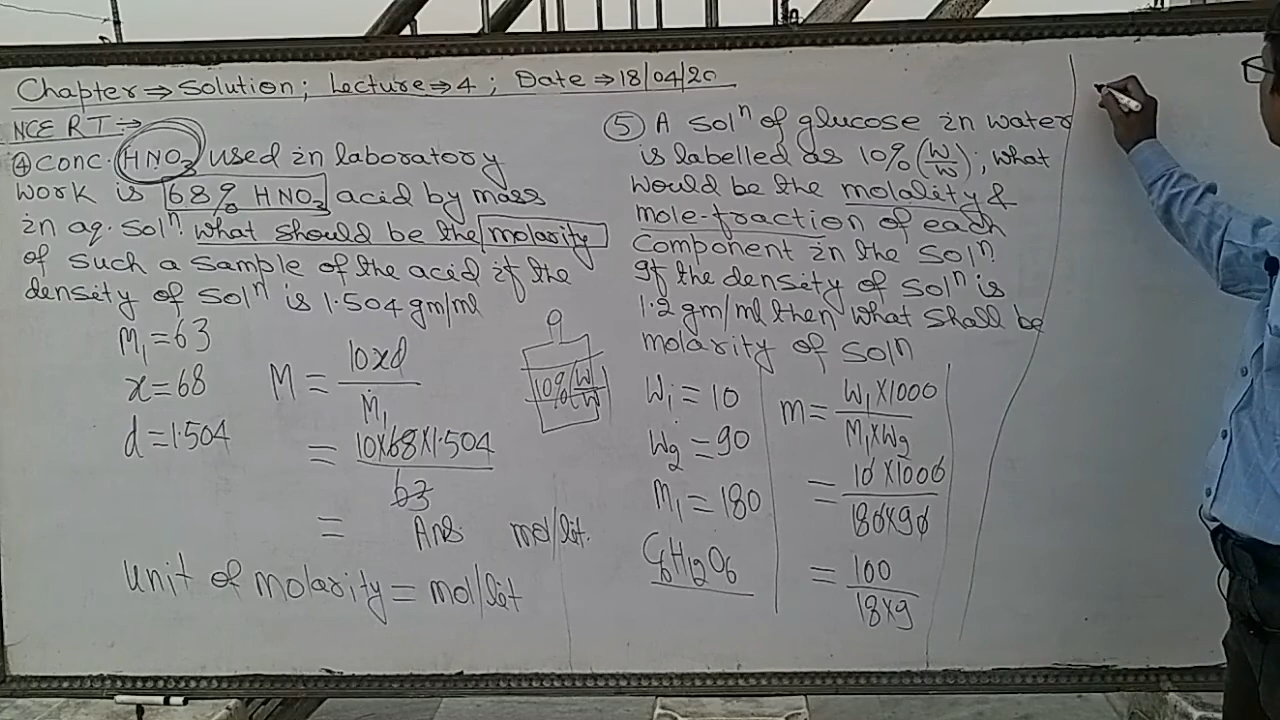 Chapter ⇒ Solution; Lecture ⇒ 4; Date → 18/04/20
NCERT:→
④ Conc. HNO₃ used in laboratory
work is 68% HNO₃ acid by mass
in aq. solⁿ what should be the molarity
of such a sample of the acid if the
density of solⁿ is 1.504 gm/ml
M₁ = 63
x = 68
d = 1.504
M = 10xd / M₁
= 10×68×1.504 / 63
= Ans mol/lit.
unit of molarity = mol/lit
10% (W/W)
⑤ A solⁿ of glucose in water
is labelled as 10% (W/W); what
would be the molality &
mole-fraction of each
Component in the solⁿ
If the density of solⁿ is
1.2 gm/ml then what shall be
molarity of solⁿ
W₁ = 10
W₂ = 90
M₁ = 180
C₆H₁₂O₆
m = W₁×1000 / M₁×W₂
= 10×1000 / 180×90
= 100 / 18×9